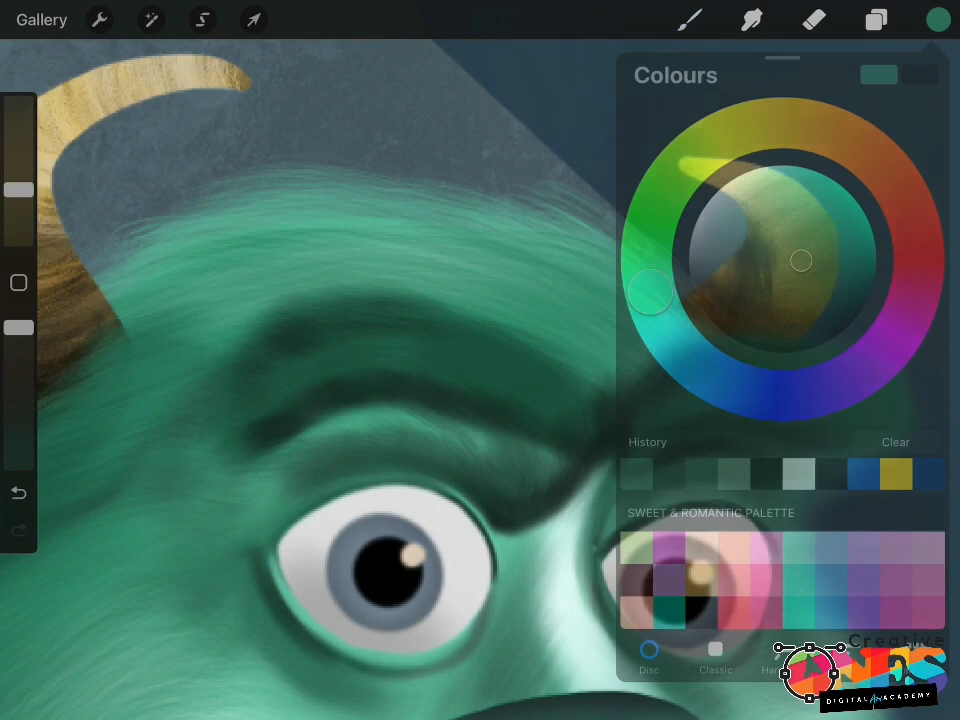 Gallery
Colours
History
Clear
SWEET & ROMANTIC PALETTE
Disc
Classic
Creative
DIGITAL ACADEMY